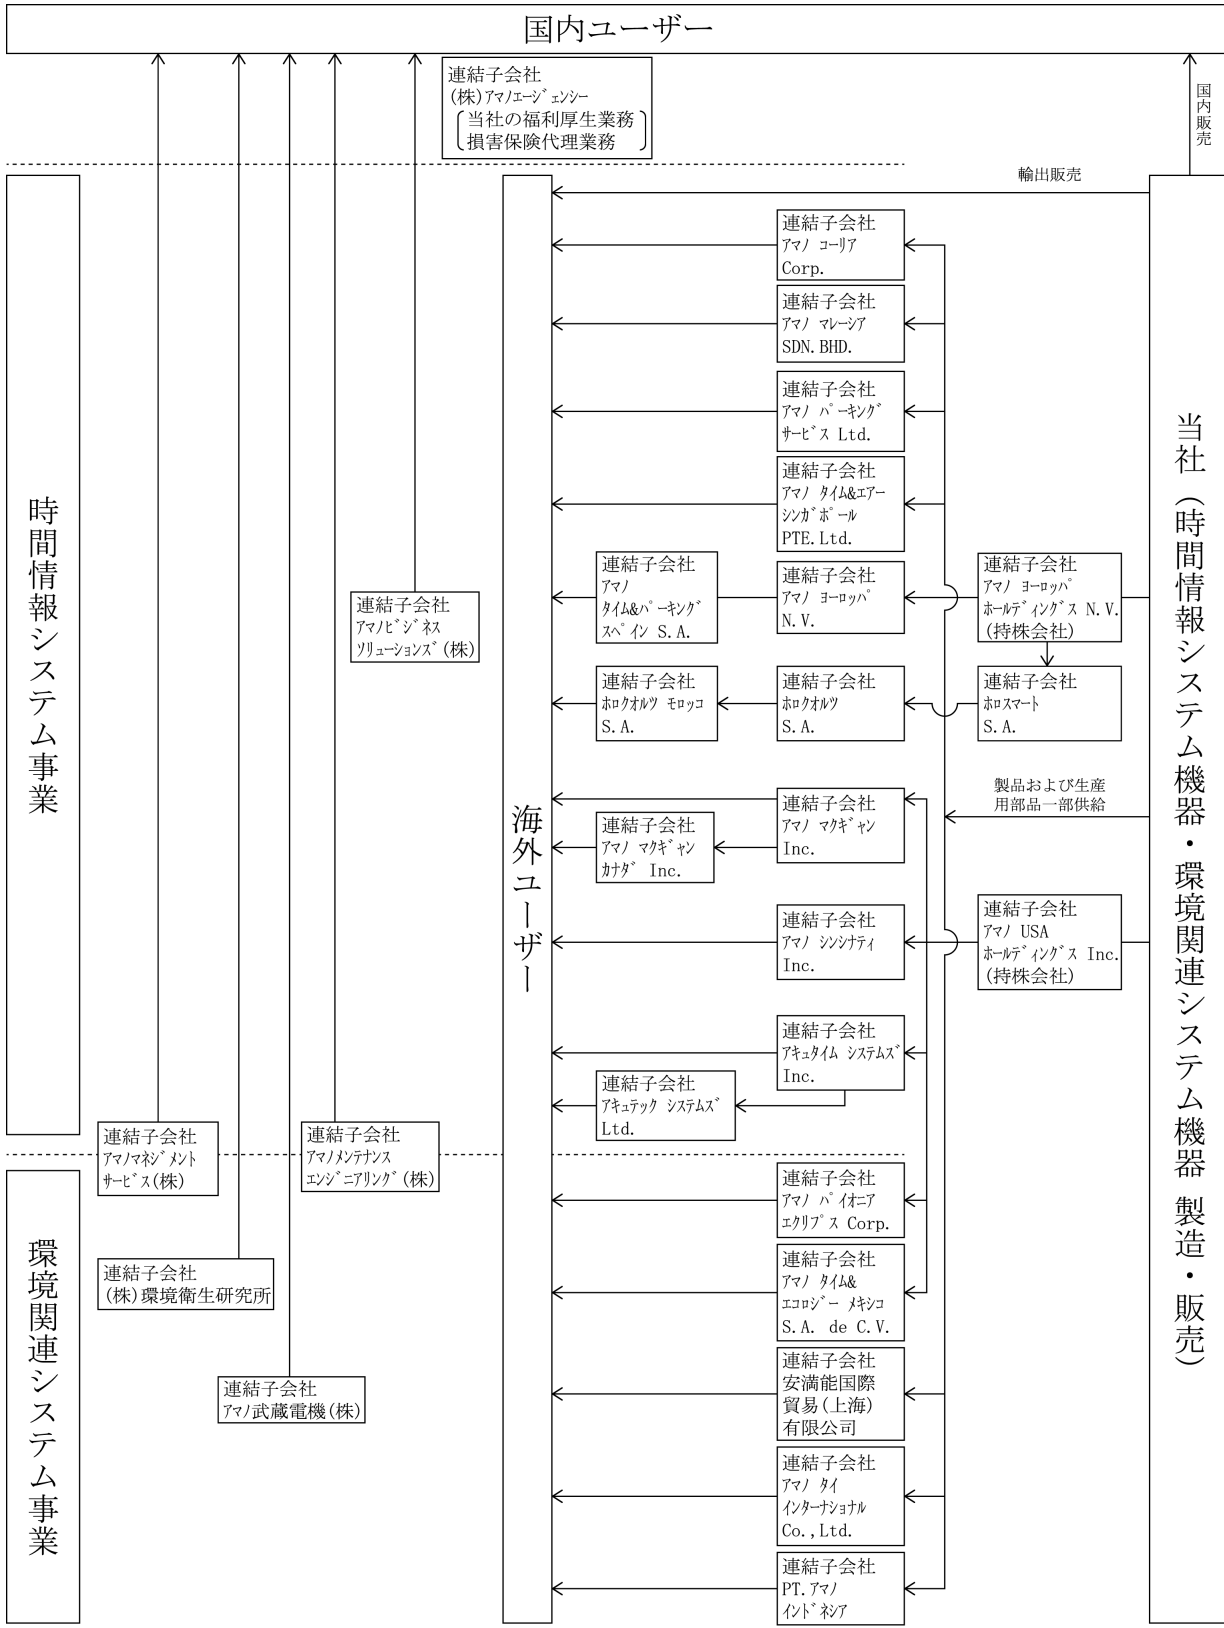 国内ユーザー
連結子会社
(株)ｱﾏﾉｴｰｼﾞｪﾝｼｰ
当社の福利厚生業務
損害保険代理業務
国内販売
輸出販売
時間情報システム事業
環境関連システム事業
連結子会社
ｱﾏﾉﾋﾞｼﾞﾈｽ
ｿﾘｭｰｼｮﾝｽﾞ(株)
連結子会社
ｱﾏﾉﾏﾈｼﾞﾒﾝﾄ
ｻｰﾋﾞｽ(株)
連結子会社
ｱﾏﾉﾒﾝﾃﾅﾝｽ
ｴﾝｼﾞﾆｱﾘﾝｸﾞ(株)
連結子会社
(株)環境衛生研究所
連結子会社
ｱﾏﾉ武蔵電機(株)
海外ユーザー
連結子会社
ｱﾏﾉ ｺｰﾘｱ
Corp.
連結子会社
ｱﾏﾉ ﾏﾚｰｼｱ
SDN.BHD.
連結子会社
ｱﾏﾉ ﾊﾟｰｷﾝｸﾞ
ｻｰﾋﾞｽ Ltd.
連結子会社
ｱﾏﾉ ﾀｲﾑ&ｴｱｰ
ｼﾝｶﾞﾎﾟｰﾙ
PTE.Ltd.
連結子会社
ｱﾏﾉ
ﾀｲﾑ&ﾊﾟｰｷﾝｸﾞ
ｽﾍﾟｲﾝ S.A.
連結子会社
ｱﾏﾉ ﾖｰﾛｯﾊﾟ
N.V.
連結子会社
ｱﾏﾉ ﾖｰﾛｯﾊﾟ
ﾎｰﾙﾃﾞｨﾝｸﾞｽ N.V.
(持株会社)
連結子会社
ﾎﾛｸｵﾙﾂ ﾓﾛｯｺ
S.A.
連結子会社
ﾎﾛｸｵﾙﾂ
S.A.
連結子会社
ﾎﾛｽﾏｰﾄ
S.A.
製品および生産
用部品一部供給
連結子会社
ｱﾏﾉ ﾏｸｷﾞｬﾝ
Inc.
連結子会社
ｱﾏﾉ ﾏｸｷﾞｬﾝ
ｶﾅﾀﾞ Inc.
連結子会社
ｱﾏﾉ ｼﾝｼﾅﾃｨ
Inc.
連結子会社
ｱﾏﾉ USA
ﾎｰﾙﾃﾞｨﾝｸﾞｽ Inc.
(持株会社)
連結子会社
ｱｷｭﾀｲﾑ ｼｽﾃﾑｽﾞ
Inc.
連結子会社
ｱｷｭﾃｯｸ ｼｽﾃﾑｽﾞ
Ltd.
連結子会社
ｱﾏﾉ ﾊﾟｲｵﾆｱ
ｴｸﾘﾌﾟｽ Corp.
連結子会社
ｱﾏﾉ ﾀｲﾑ&
ｴｺﾛｼﾞｰ ﾒｷｼｺ
S.A. de C.V.
連結子会社
安満能国際
貿易(上海)
有限公司
連結子会社
ｱﾏﾉ ﾀｲ
ｲﾝﾀｰﾅｼｮﾅﾙ
Co.,Ltd.
連結子会社
PT.ｱﾏﾉ
ｲﾝﾄﾞﾈｼｱ
当社（時間情報システム機器・環境関連システム機器 製造・販売）